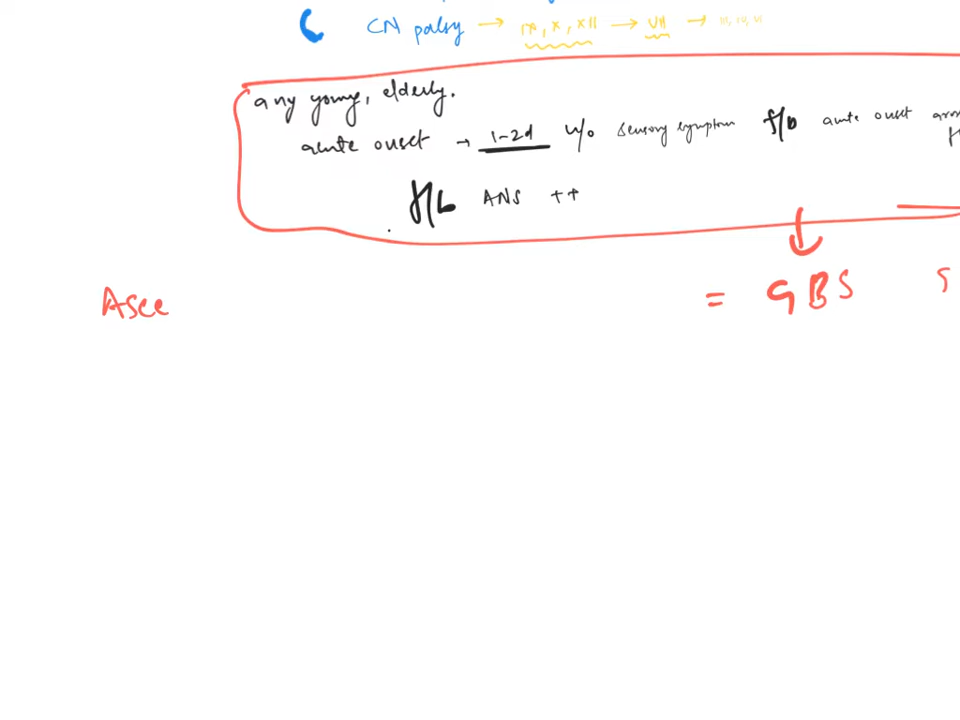 CN palsy → IX, X, XII → VII → III, IV, VI
any young, elderly.
acute onset → 1-2d w/o sensory symptom f/b acute onset
f/b ANS ++
Asce = GBS S